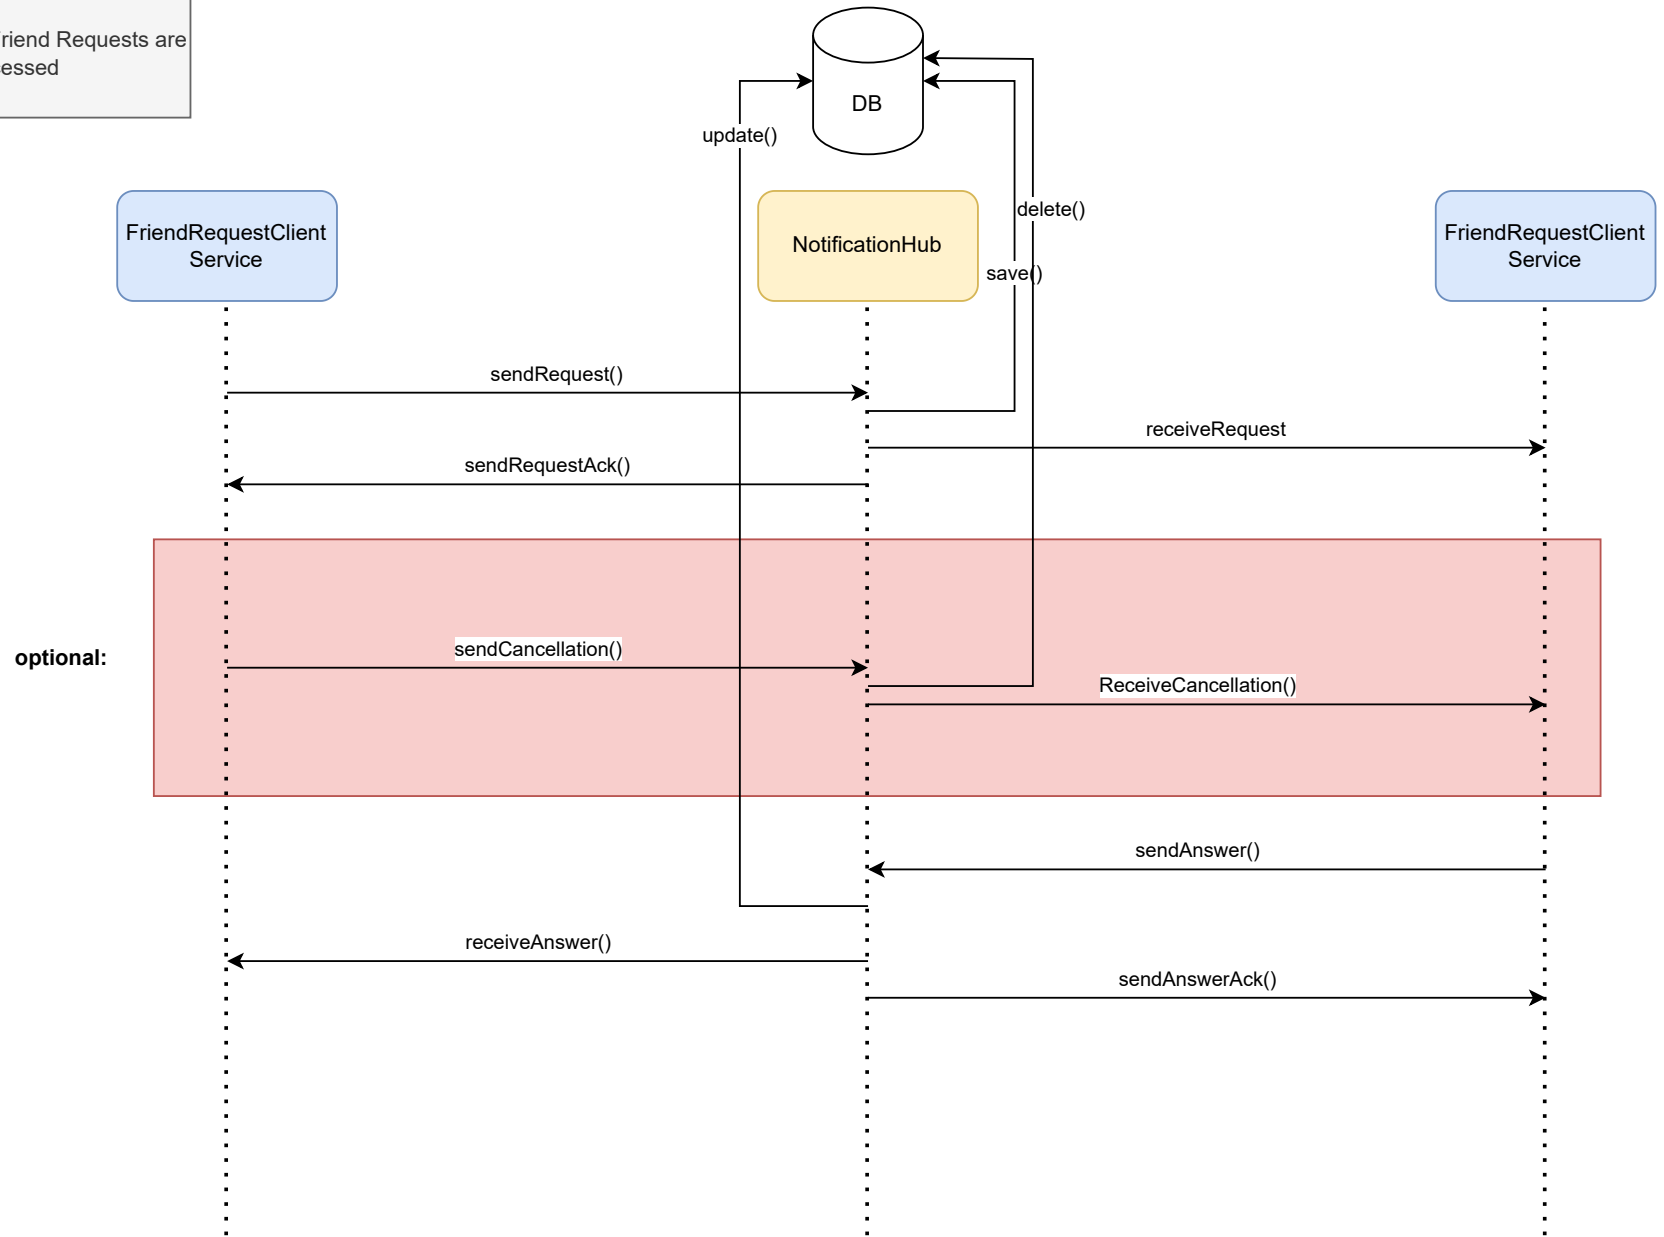 riend Requests are
essed
DB
update()
delete()
FriendRequestClient
Service
NotificationHub
FriendRequestClient
Service
save()
sendRequest()
receiveRequest
sendRequestAck()
optional:
sendCancellation()
ReceiveCancellation()
sendAnswer()
receiveAnswer()
sendAnswerAck()